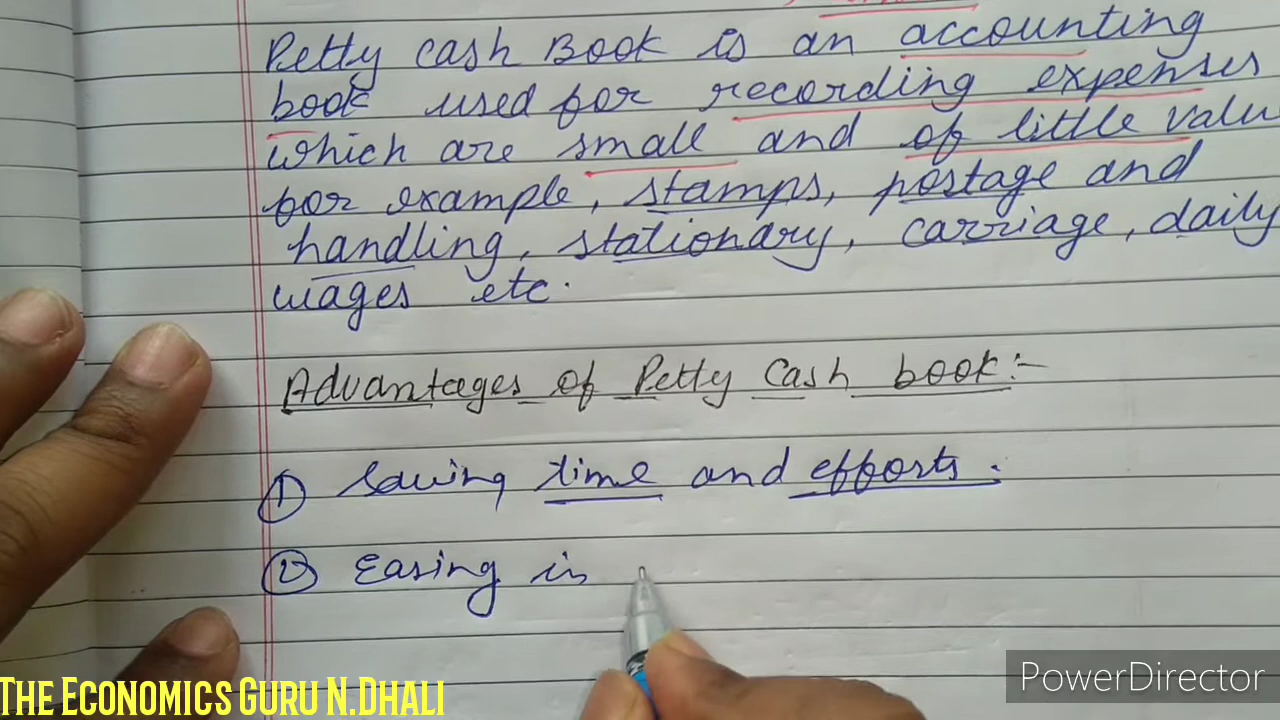 Petty cash Book is an accounting
book used for recording expenses
which are small and of little valu
for example, stamps, postage and
handling, stationary, carriage, daily
wages etc.
Advantages of Petty Cash book:-
① Saving time and efforts.
② Easing in
PowerDirector
THE ECONOMICS GURU N.DHALI